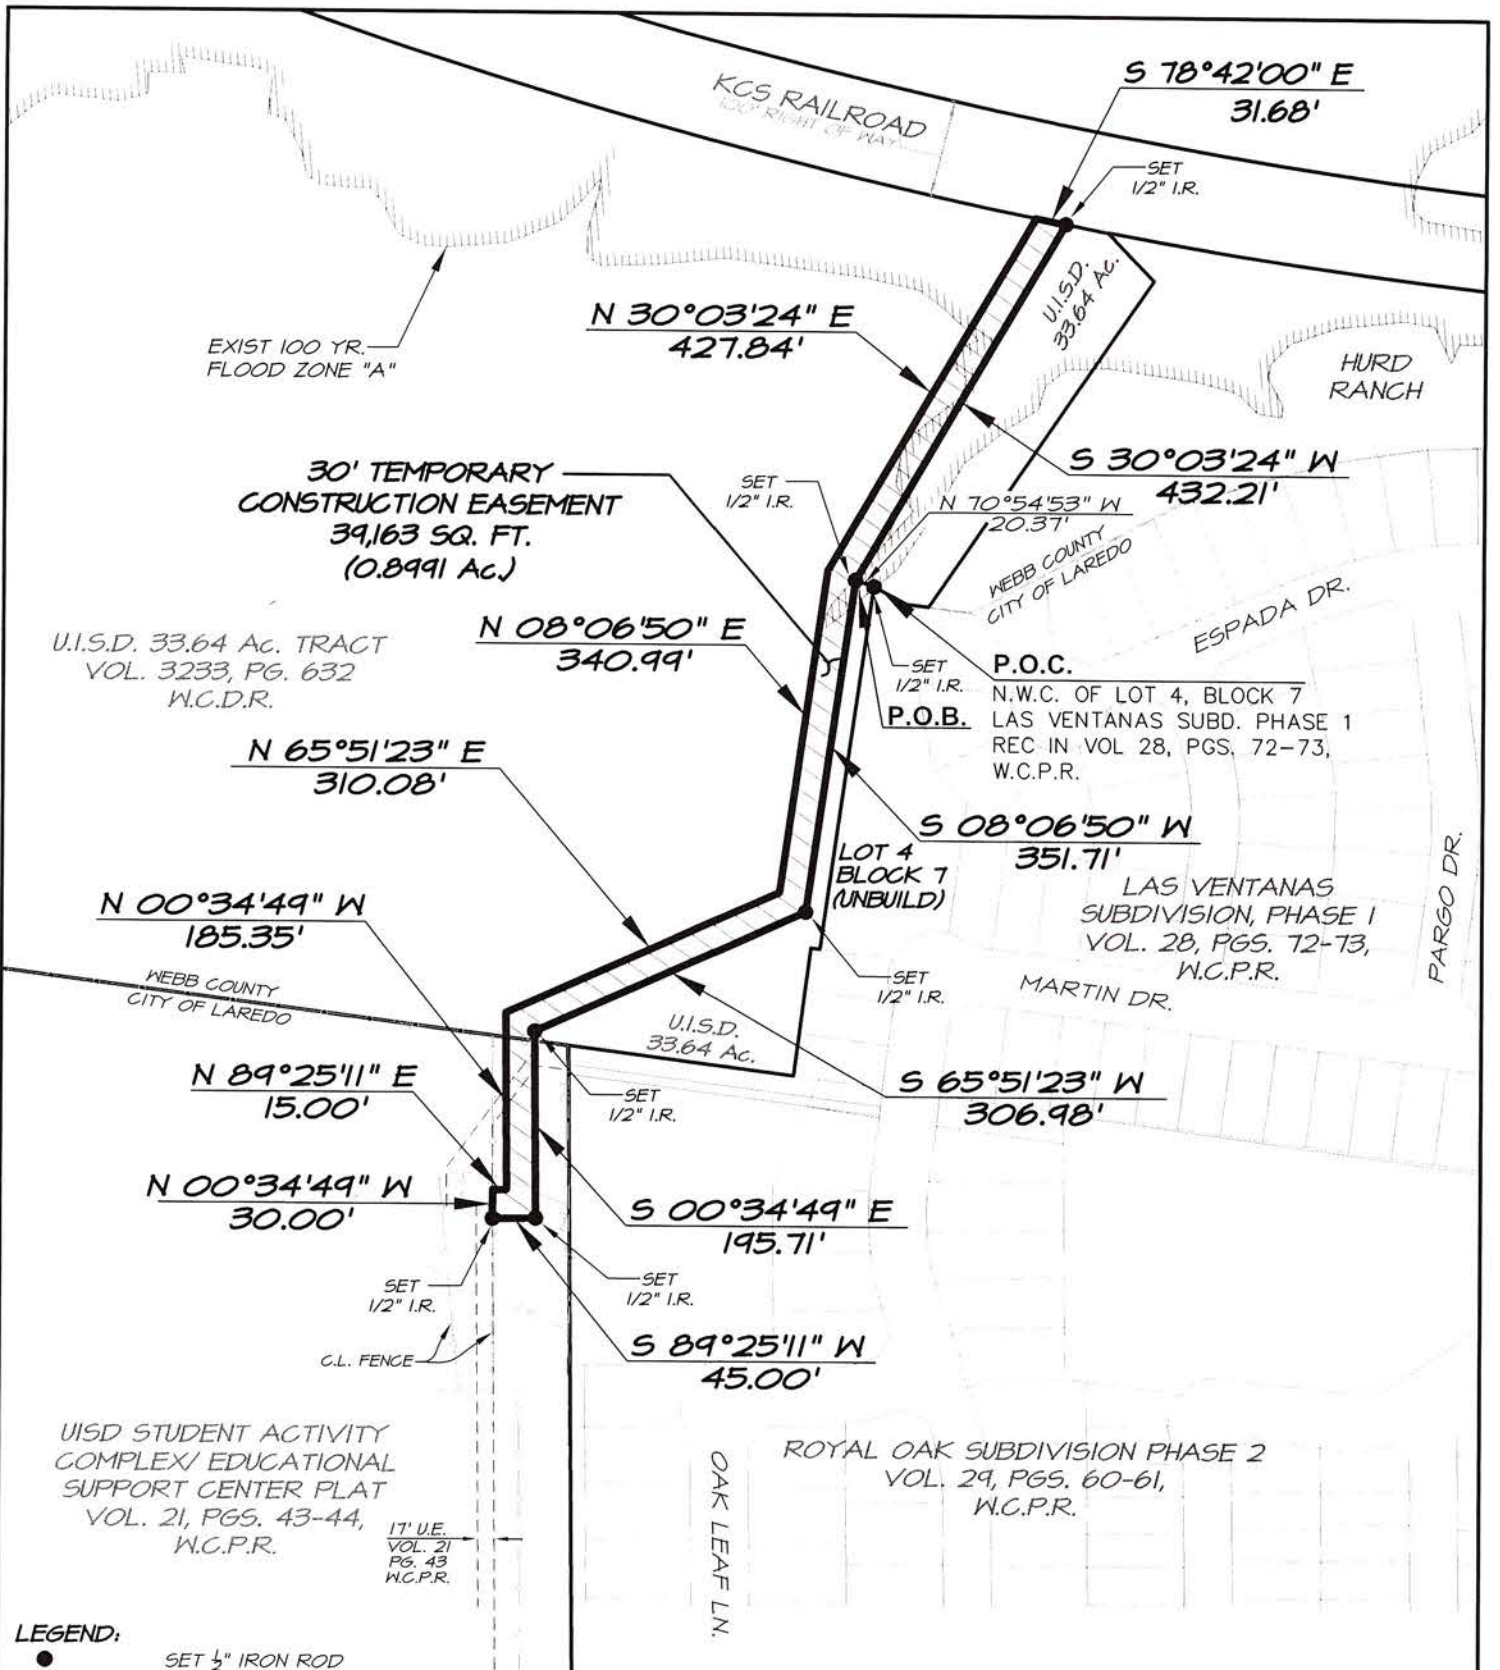 S 78°42'00" E
31.68'
KCS RAILROAD
100' RIGHT OF WAY
SET
1/2" I.R.
U.I.S.D.
33.64 Ac.
N 30°03'24" E
427.84'
EXIST 100 YR.
FLOOD ZONE "A"
HURD
RANCH
S 30°03'24" W
432.21'
30' TEMPORARY
CONSTRUCTION EASEMENT
39,163 SQ. FT.
(0.8991 Ac.)
SET
1/2" I.R.
N 70°54'53" W
20.37'
WEBB COUNTY
CITY OF LAREDO
ESPADA DR.
U.I.S.D. 33.64 Ac. TRACT
VOL. 3233, PG. 632
W.C.D.R.
N 08°06'50" E
340.99'
SET
1/2" I.R.
P.O.B.
P.O.C.
N.W.C. OF LOT 4, BLOCK 7
LAS VENTANAS SUBD. PHASE 1
REC IN VOL 28, PGS. 72-73,
W.C.P.R.
N 65°51'23" E
310.08'
S 08°06'50" W
351.71'
LOT 4
BLOCK 7
(UNBUILD)
LAS VENTANAS
SUBDIVISION, PHASE 1
VOL. 28, PGS. 72-73,
W.C.P.R.
PARGO DR.
N 00°34'49" W
185.35'
WEBB COUNTY
CITY OF LAREDO
SET
1/2" I.R.
MARTIN DR.
U.I.S.D.
33.64 Ac.
N 89°25'11" E
15.00'
SET
1/2" I.R.
S 65°51'23" W
306.98'
N 00°34'49" W
30.00'
S 00°34'49" E
195.71'
SET
1/2" I.R.
SET
1/2" I.R.
C.L. FENCE
S 89°25'11" W
45.00'
UISD STUDENT ACTIVITY
COMPLEX/ EDUCATIONAL
SUPPORT CENTER PLAT
VOL. 21, PGS. 43-44,
W.C.P.R.
17' U.E.
VOL. 21
PG. 43
W.C.P.R.
OAK LEAF LN.
ROYAL OAK SUBDIVISION PHASE 2
VOL. 29, PGS. 60-61,
W.C.P.R.
LEGEND:
SET ½" IRON ROD